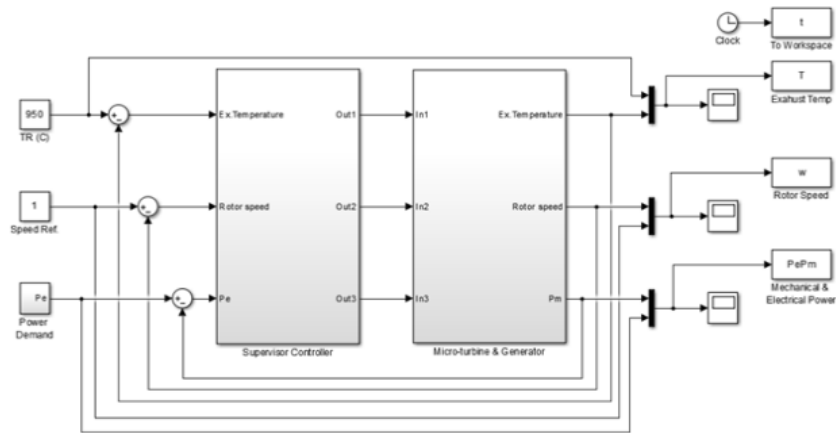 t
Clock
To Workspace
T
Exahust Temp
950
TR (C)
Ex.Temperature
Out1
In1
Ex.Temperature
1
Speed Ref.
Rotor speed
Out2
In2
Rotor speed
w
Rotor Speed
Pe
Power
Demand
Pe
Out3
In3
Pm
PePm
Mechanical &
Electrical Power
Supervisor Controller
Micro-turbine & Generator